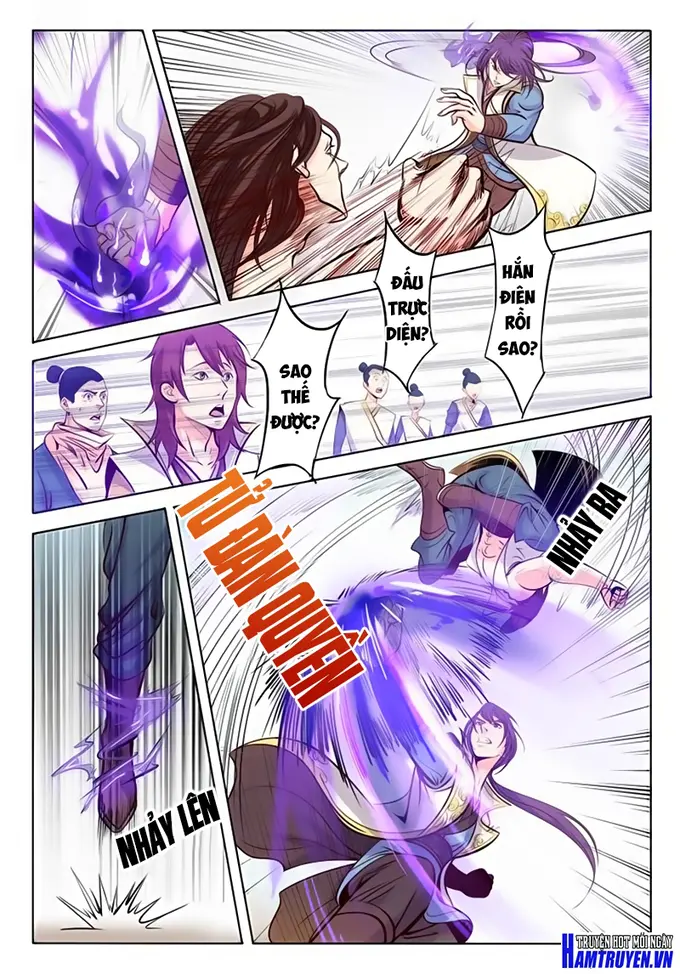 HẮN
ĐIÊN
RỒI
SAO?
ĐẤU
TRỰC
DIỆN?
SAO
THẾ
ĐƯỢC?
TỬ ĐÀN QUYỀN
NHẢY RA
NHẢY LÊN
TRUYỆN HOT MỖI NGÀY
HAMTRUYEN.VN